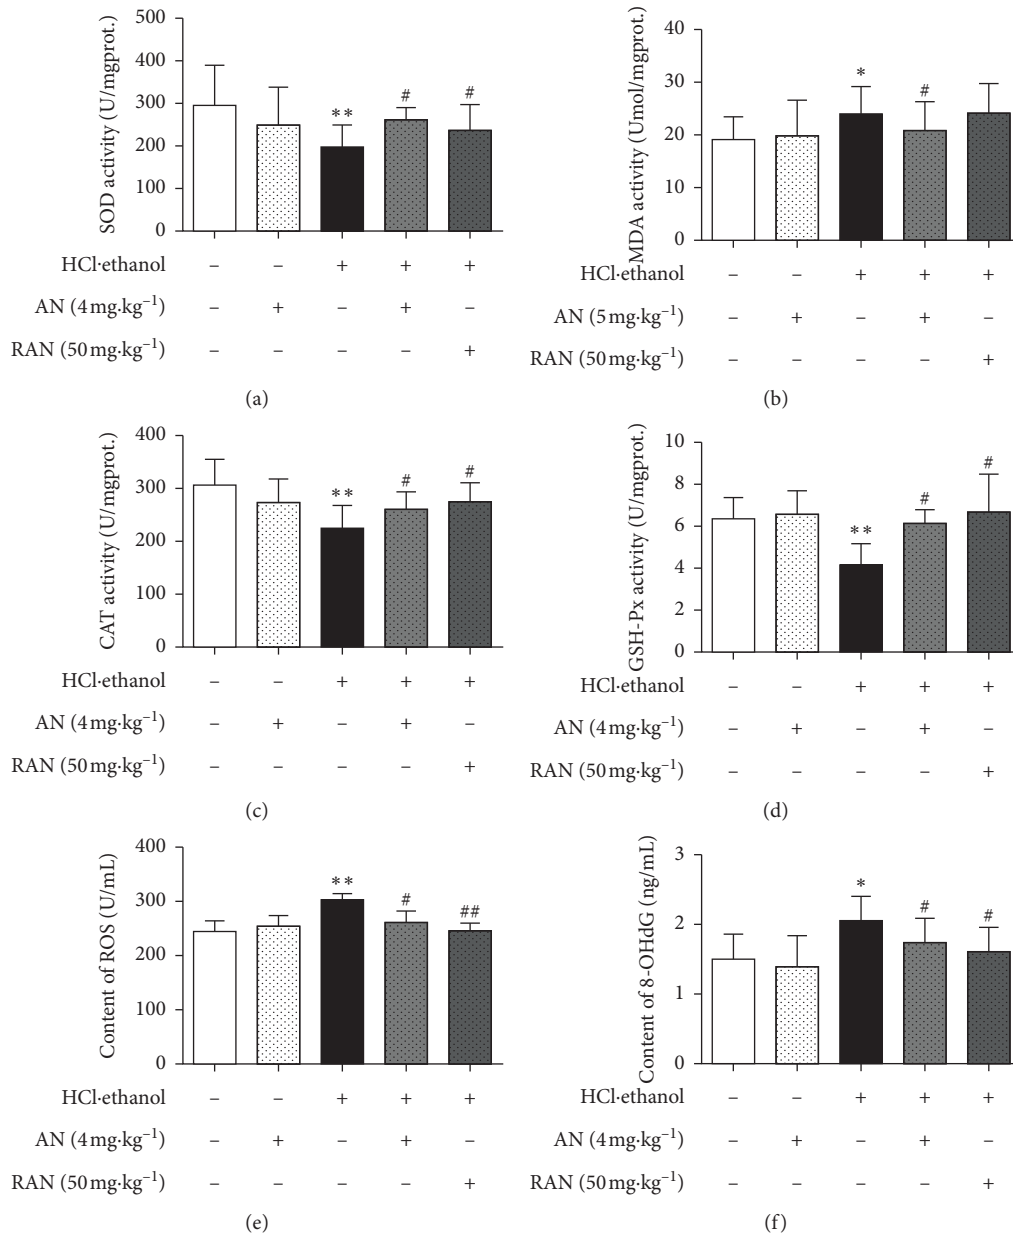 SOD activity (U/mgprot.)
500
400
300
200
100
0
** # #
HCl·ethanol – – + + +
AN (4 mg·kg⁻¹) – + – + –
RAN (50 mg·kg⁻¹) – – – – +
(a)
MDA activity (Umol/mgprot.)
40
30
20
10
0
* #
HCl·ethanol – – + + +
AN (5 mg·kg⁻¹) – + – + –
RAN (50 mg·kg⁻¹) – – – – +
(b)
CAT activity (U/mgprot.)
400
300
200
100
0
** # #
HCl·ethanol – – + + +
AN (4 mg·kg⁻¹) – + – + –
RAN (50 mg·kg⁻¹) – – – – +
(c)
GSH-Px activity (U/mgprot.)
10
8
6
4
2
0
** # #
HCl·ethanol – – + + +
AN (4 mg·kg⁻¹) – + – + –
RAN (50 mg·kg⁻¹) – – – – +
(d)
Content of ROS (U/mL)
400
300
200
100
0
** # ##
HCl·ethanol – – + + +
AN (4 mg·kg⁻¹) – + – + –
RAN (50 mg·kg⁻¹) – – – – +
(e)
Content of 8-OHdG (ng/mL)
3
2
1
0
* # #
HCl·ethanol – – + + +
AN (4 mg·kg⁻¹) – + – + –
RAN (50 mg·kg⁻¹) – – – – +
(f)